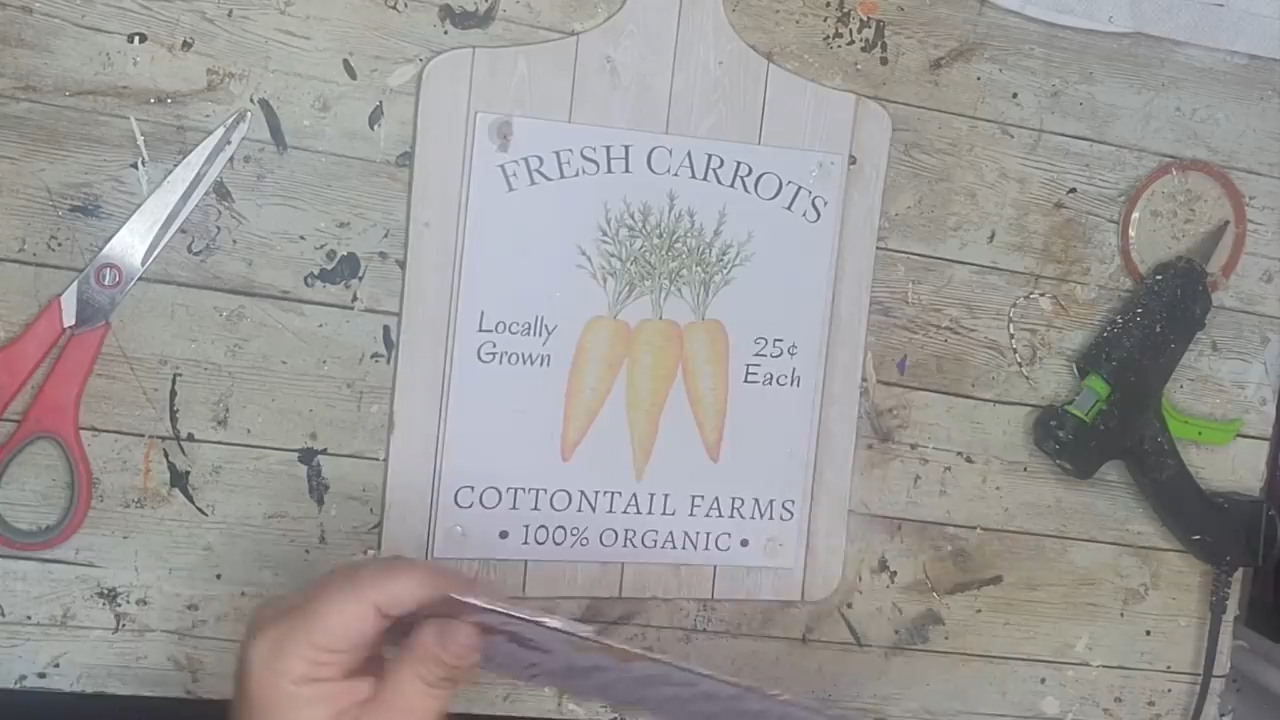 FRESH CARROTS
Locally
Grown
25¢
Each
COTTONTAIL FARMS
• 100% ORGANIC •